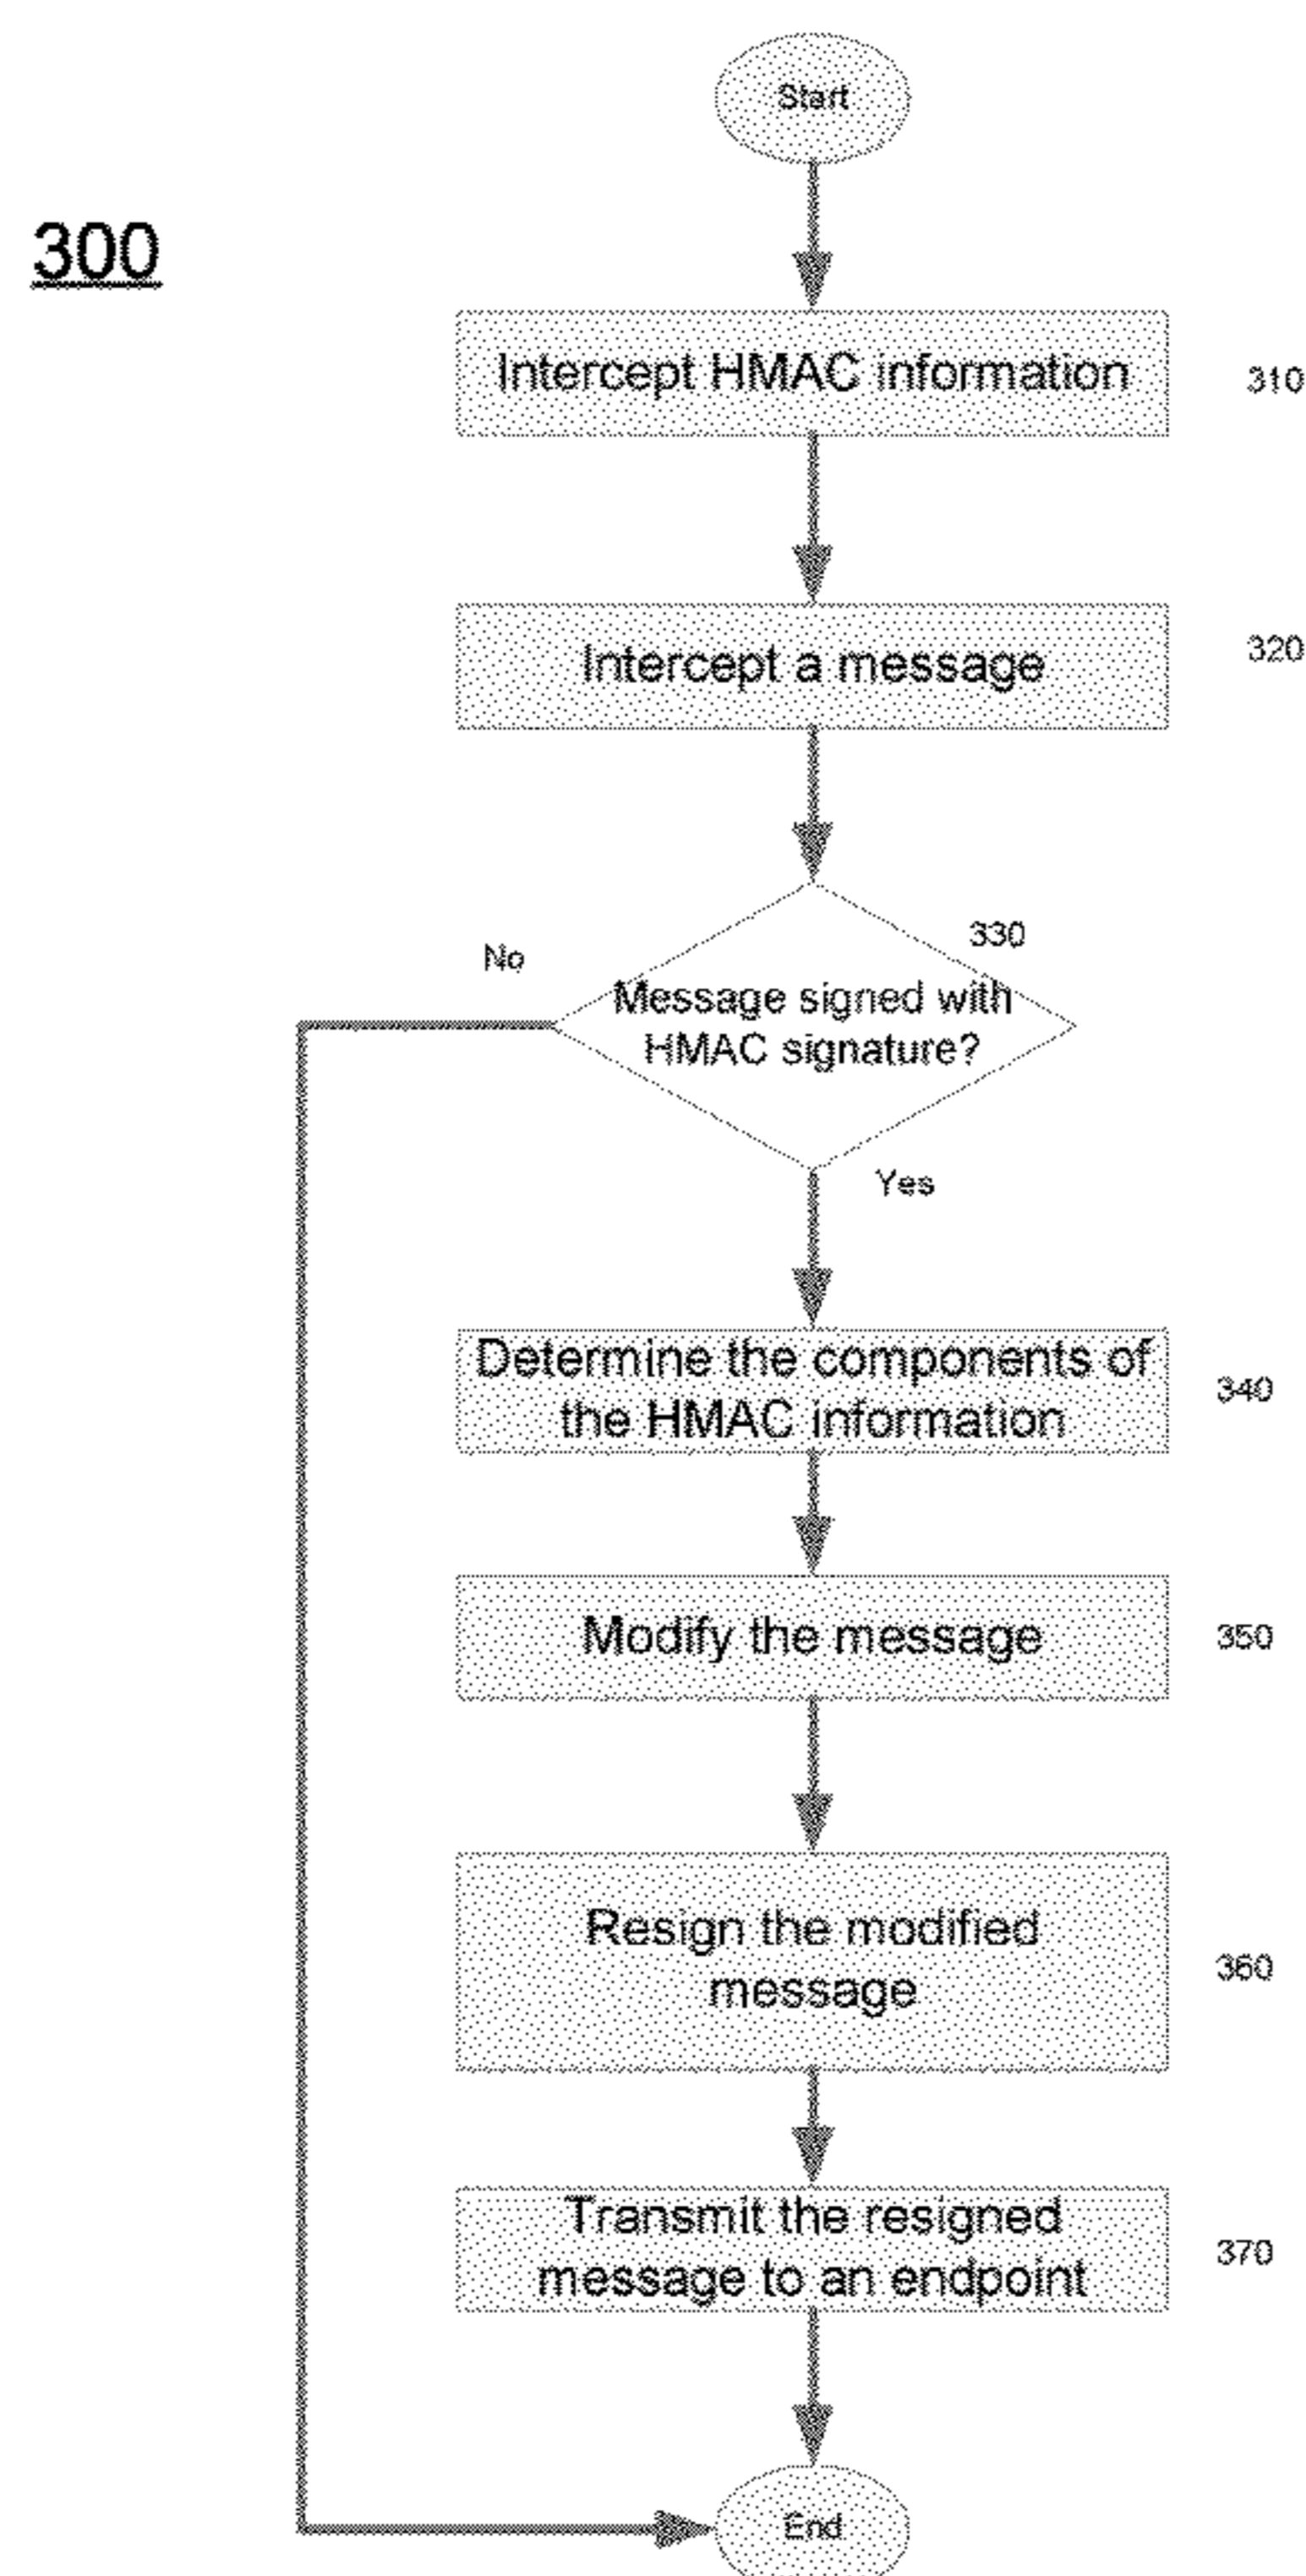 Start
300
Intercept HMAC information
310
Intercept a message
320
330
No
Message signed with
HMAC signature?
Yes
Determine the components of
the HMAC information
340
Modify the message
350
Resign the modified
message
360
Transmit the resigned
message to an endpoint
370
End